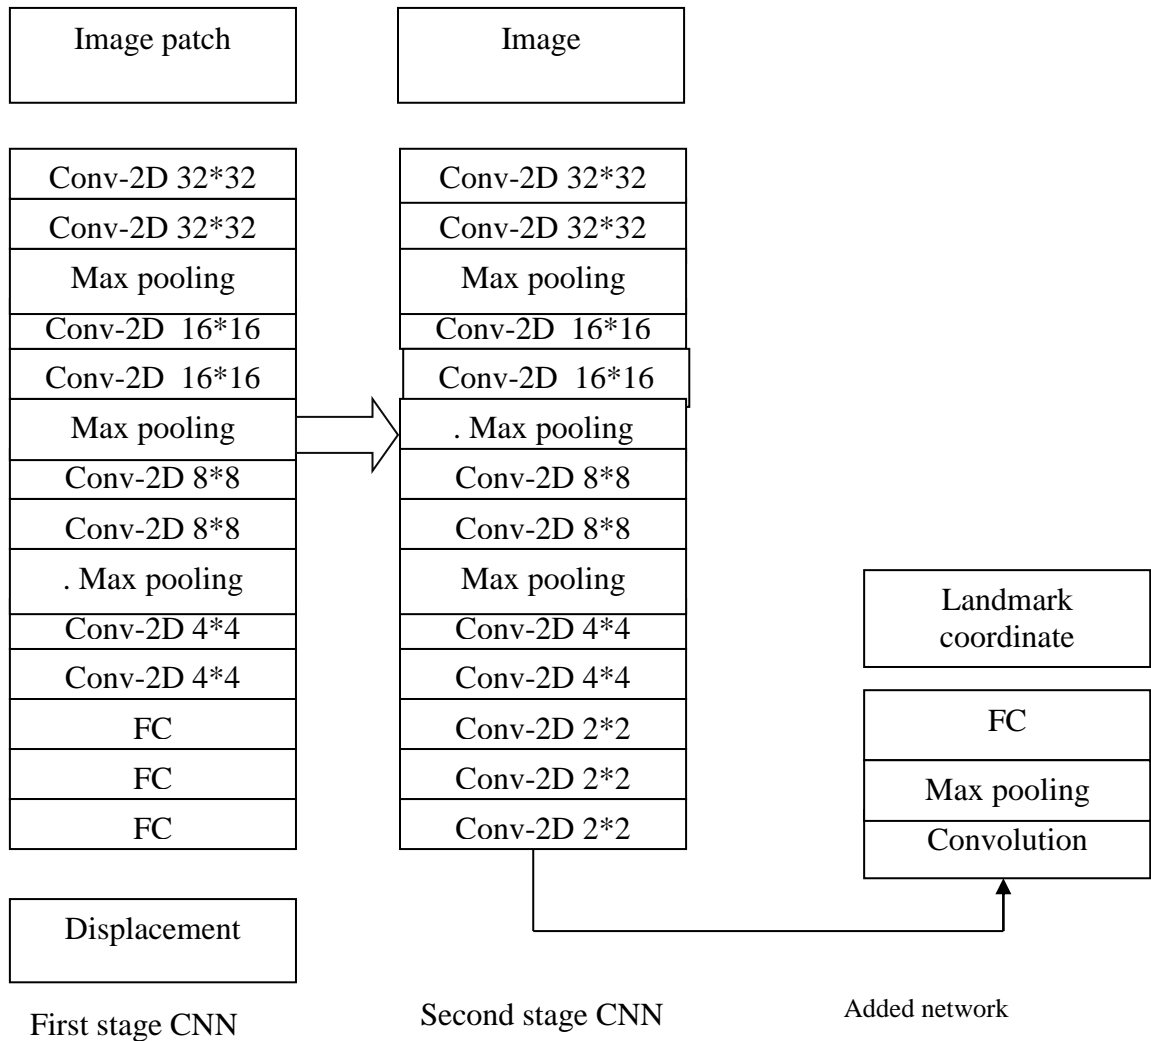 Image patch
Conv-2D 32*32
Conv-2D 32*32
Max pooling
Conv-2D  16*16
Conv-2D  16*16
Max pooling
Conv-2D 8*8
Conv-2D 8*8
. Max pooling
Conv-2D 4*4
Conv-2D 4*4
FC
FC
FC
Displacement
First stage CNN
Image
Conv-2D 32*32
Conv-2D 32*32
Max pooling
Conv-2D  16*16
Conv-2D  16*16
. Max pooling
Conv-2D 8*8
Conv-2D 8*8
Max pooling
Conv-2D 4*4
Conv-2D 4*4
Conv-2D 2*2
Conv-2D 2*2
Conv-2D 2*2
Second stage CNN
Landmark
coordinate
FC
Max pooling
Convolution
Added network